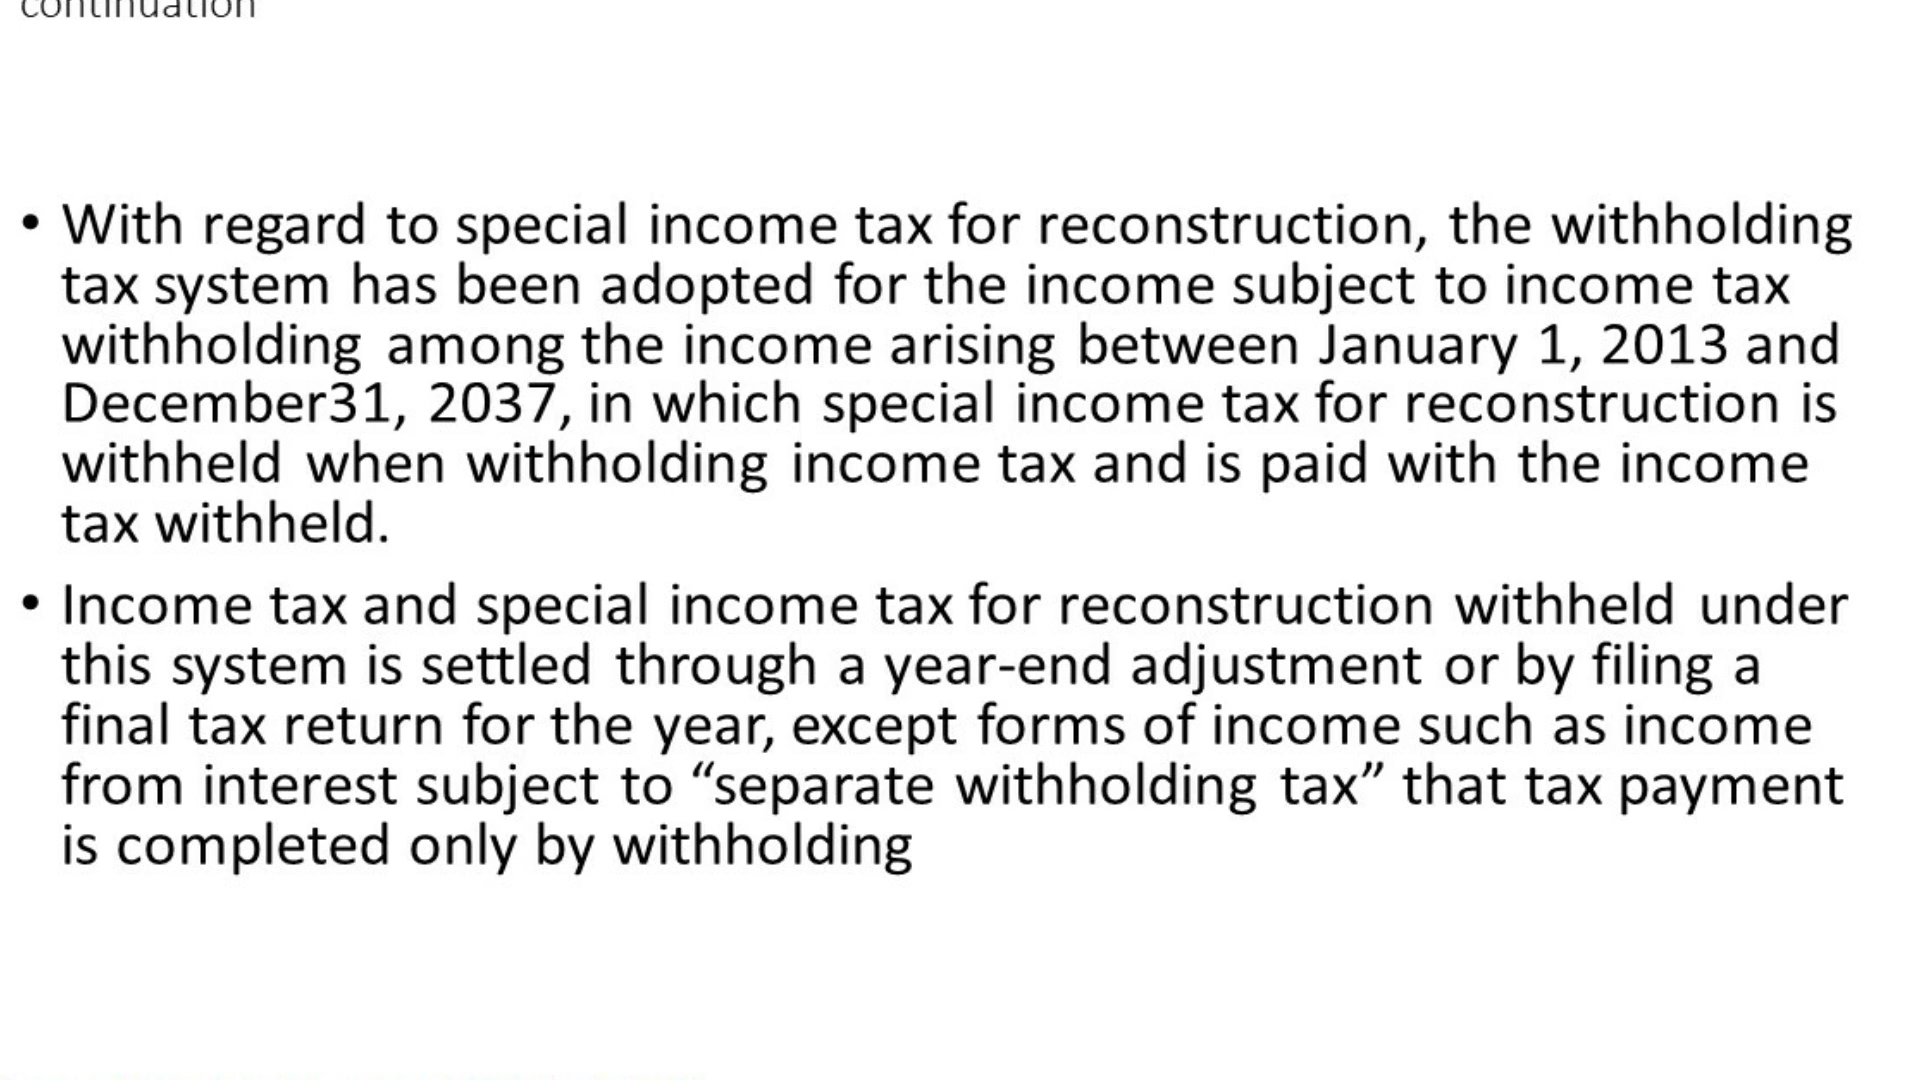 continuation
• With regard to special income tax for reconstruction, the withholding
tax system has been adopted for the income subject to income tax
withholding among the income arising between January 1, 2013 and
December31, 2037, in which special income tax for reconstruction is
withheld when withholding income tax and is paid with the income
tax withheld.
• Income tax and special income tax for reconstruction withheld under
this system is settled through a year-end adjustment or by filing a
final tax return for the year, except forms of income such as income
from interest subject to “separate withholding tax” that tax payment
is completed only by withholding